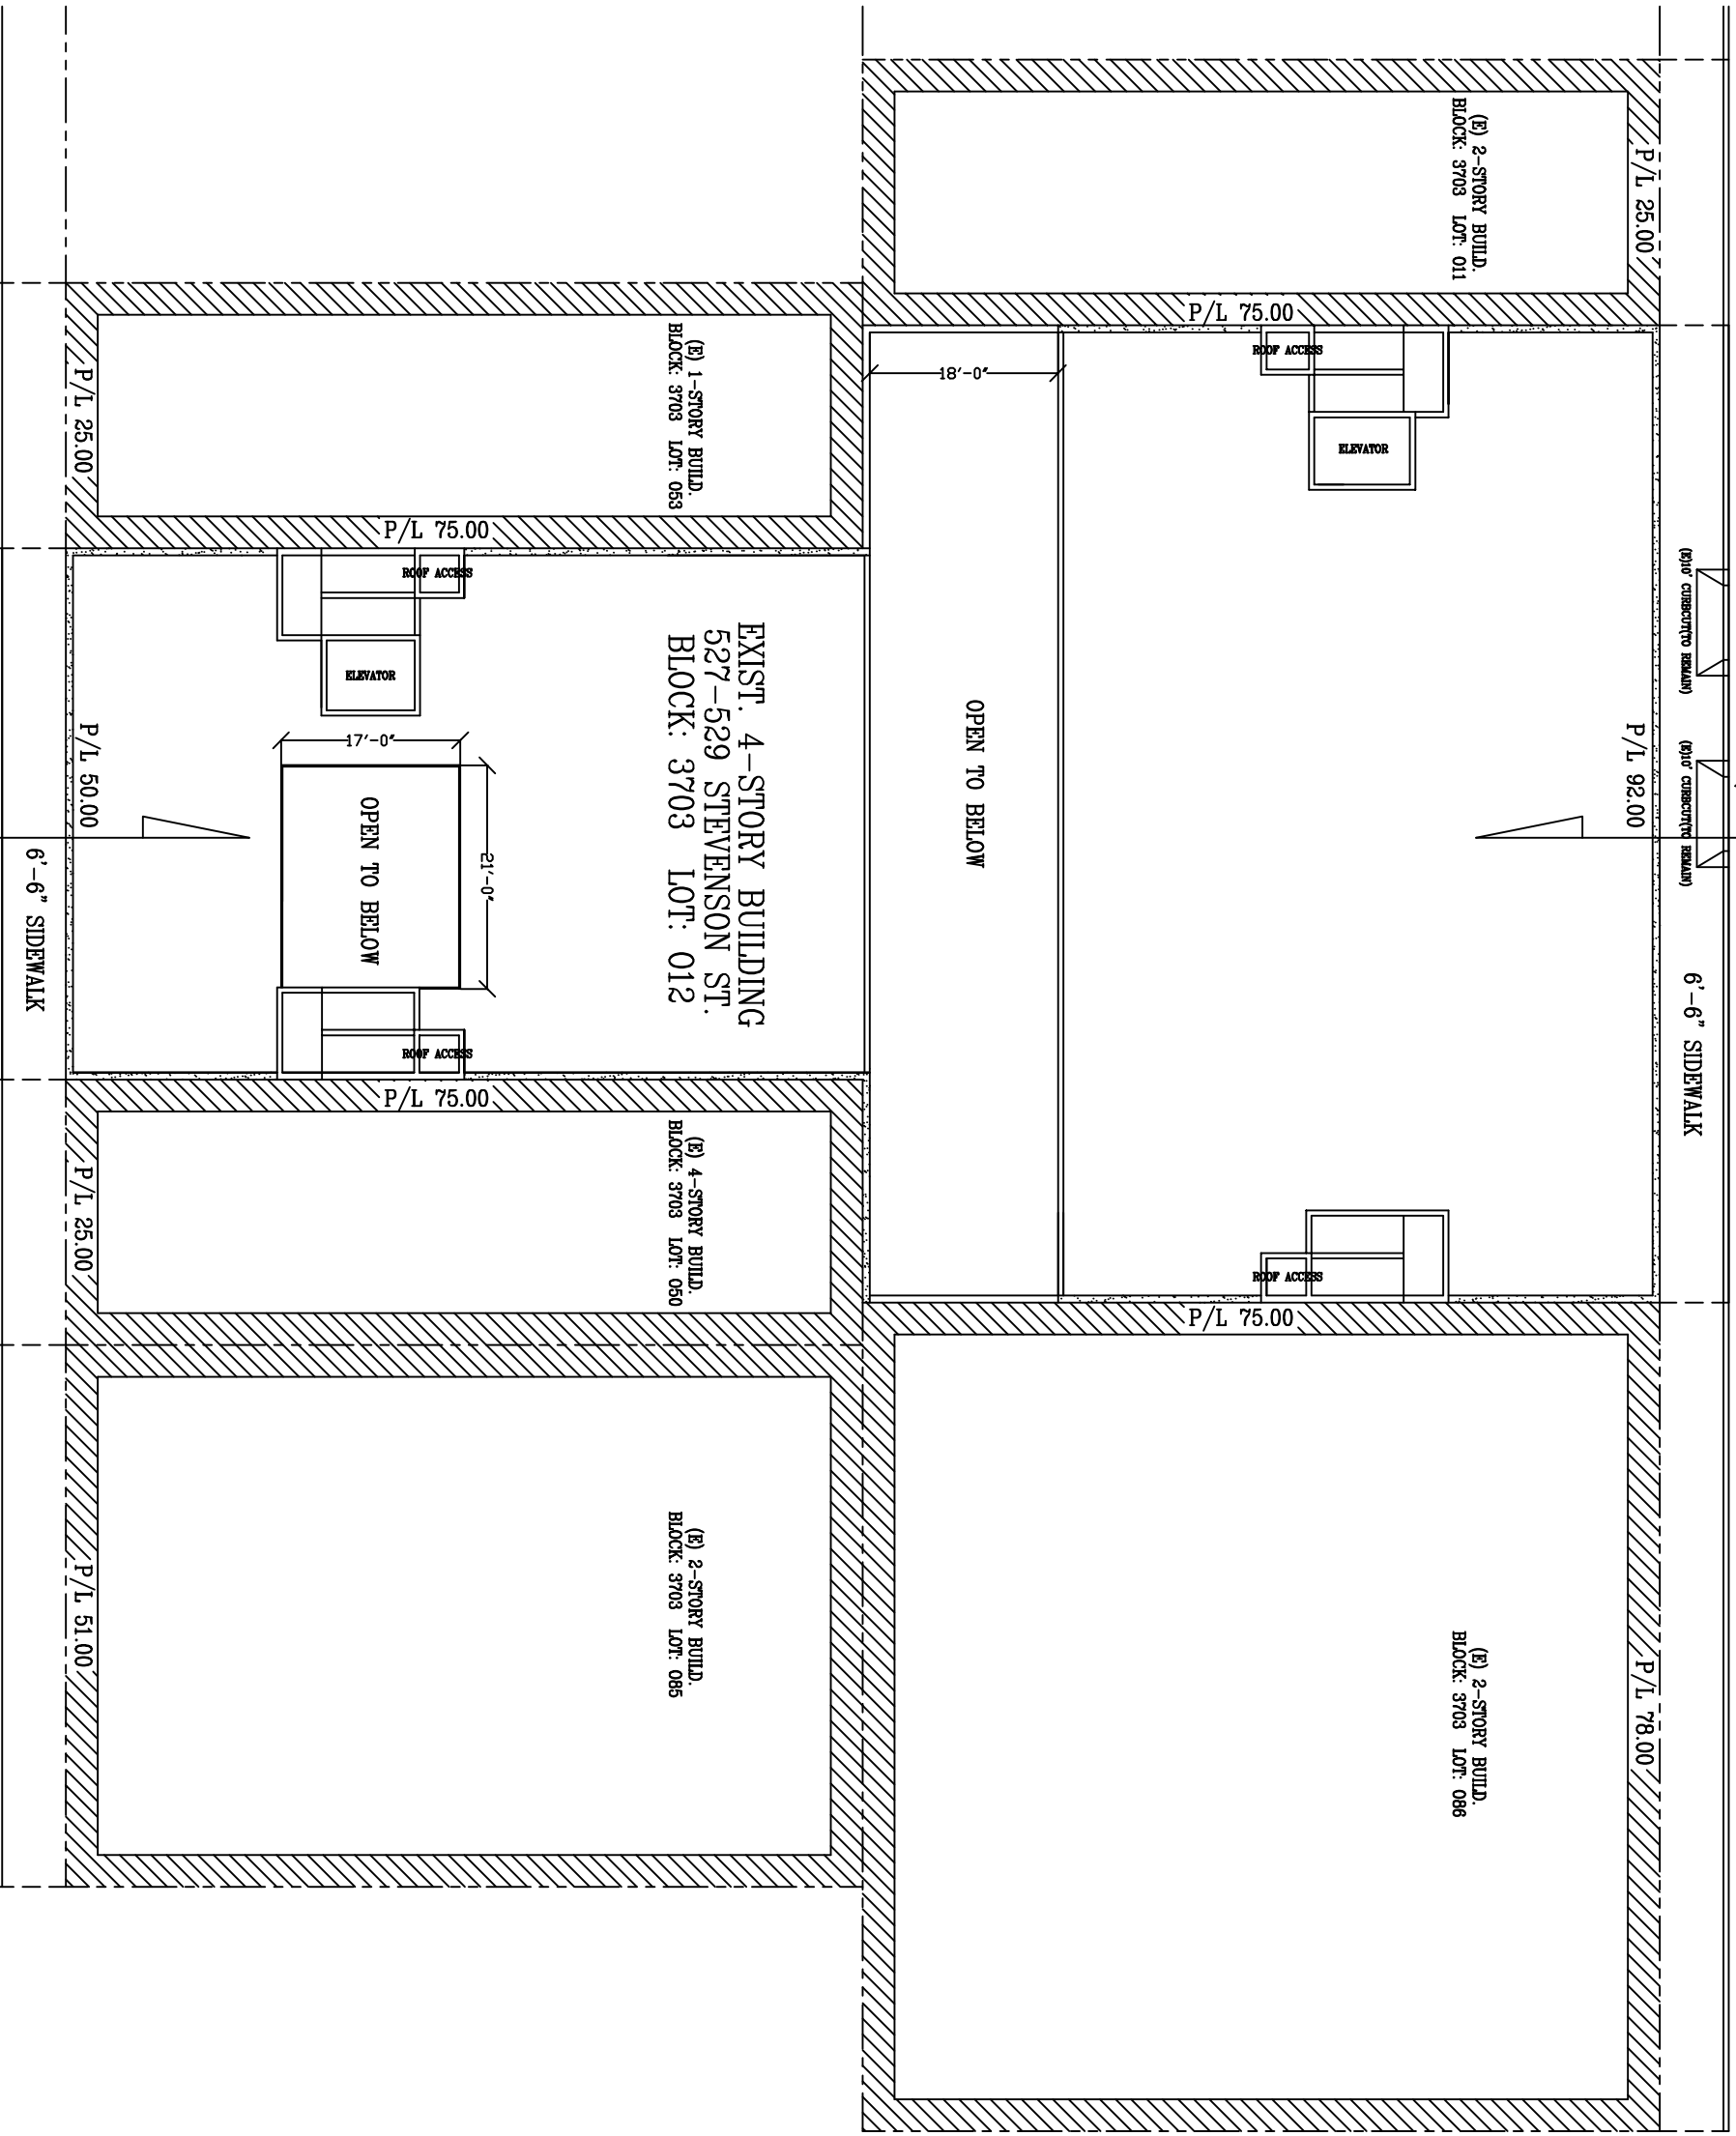 (E)10' CURBCUT(TO REMAIN)
(E)10' CURBCUT(TO REMAIN)
6'-6" SIDEWALK
P/L 25.00
P/L 92.00
P/L 78.00
(E) 2-STORY BUILD.
BLOCK: 3703 LOT: 011
(E) 2-STORY BUILD.
BLOCK: 3703 LOT: 086
P/L 75.00
ROOF ACCESS
ELEVATOR
ROOF ACCESS
P/L 75.00
18'-0"
OPEN TO BELOW
EXIST. 4-STORY BUILDING
527-529 STEVENSON ST.
BLOCK: 3703 LOT: 012
(E) 1-STORY BUILD.
BLOCK: 3703 LOT: 053
(E) 4-STORY BUILD.
BLOCK: 3703 LOT: 050
(E) 2-STORY BUILD.
BLOCK: 3703 LOT: 085
P/L 75.00
ROOF ACCESS
ELEVATOR
17'-0"
21'-0"
OPEN TO BELOW
ROOF ACCESS
P/L 75.00
P/L 25.00
P/L 50.00
P/L 25.00
P/L 51.00
6'-6" SIDEWALK